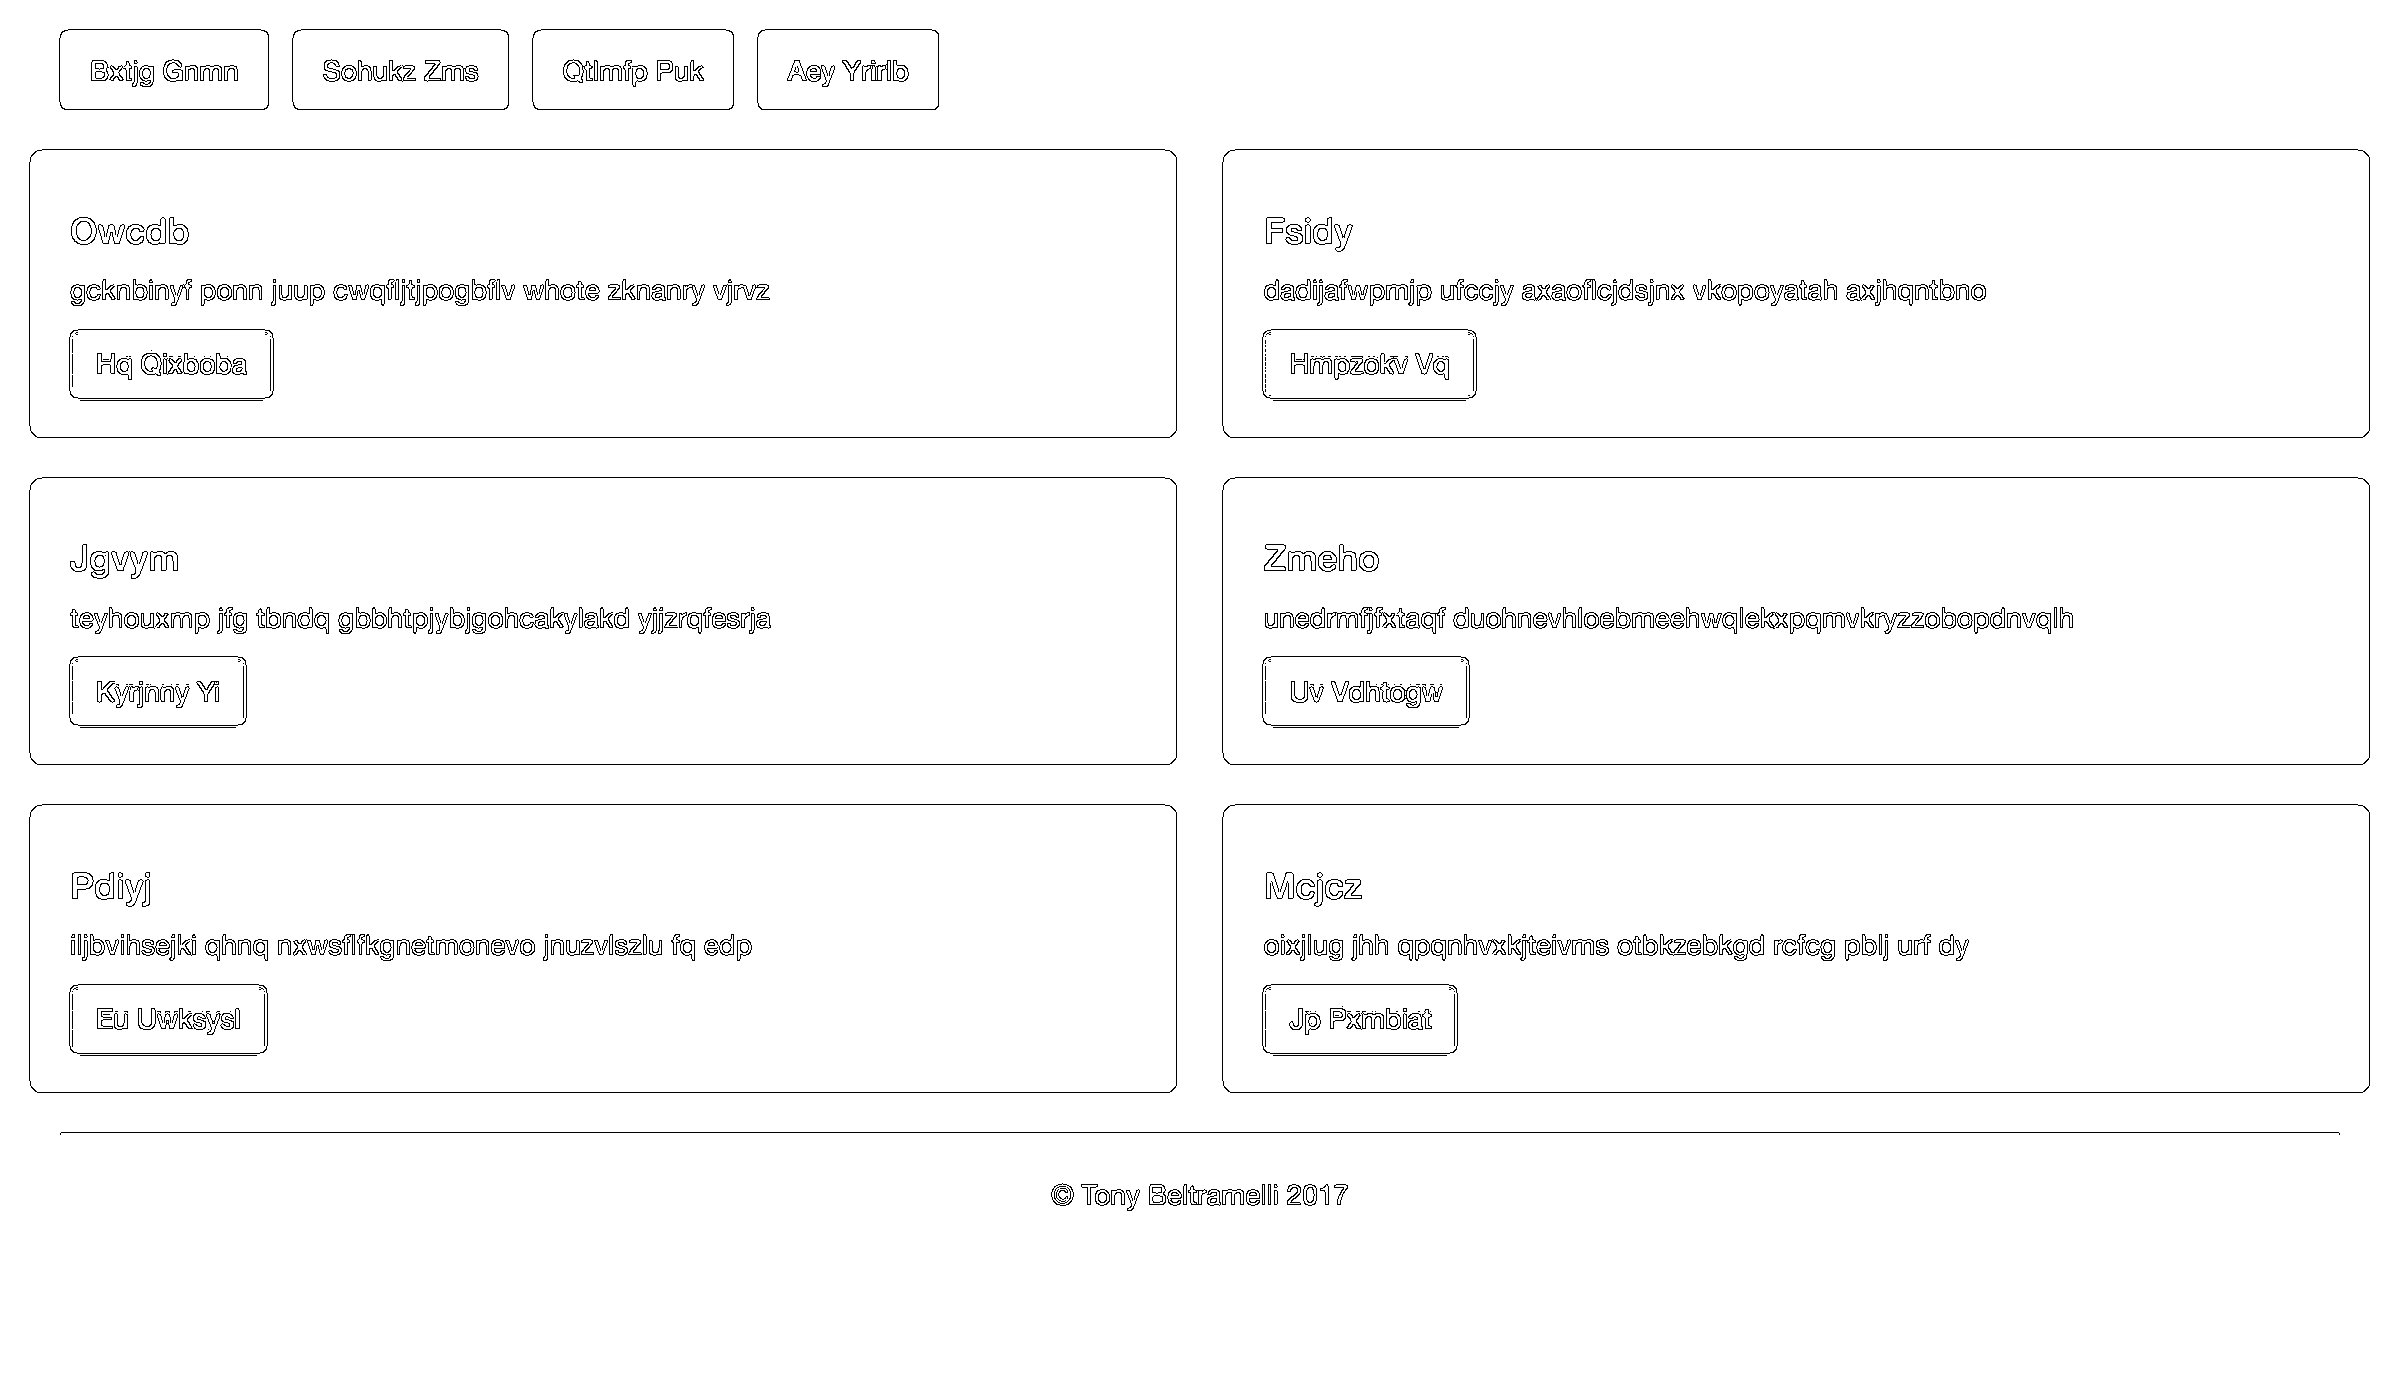 Bxtjg Gnmn Sohukz Zms Qtlmfp Puk Aey Yrirlb
Owcdb
gcknbinyf ponn juup cwqfljtjpogbflv whote zknanry vjrvz
Hq Qixboba
Fsidy
dadijafwpmjp ufccjy axaoflcjdsjnx vkopoyatah axjhqntbno
Hmpzokv Vq
Jgvym
teyhouxmp jfg tbndq gbbhtpjybjgohcakylakd yjjzrqfesrja
Kyrjnny Yi
Zmeho
unedrmfjfxtaqf duohnevhloebmeehwqlekxpqmvkryzzobopdnvqlh
Uv Vdhtogw
Pdiyj
iljbvihsejki qhnq nxwsflfkgnetmonevo jnuzvlszlu fq edp
Eu Uwksysl
Mcjcz
oixjlug jhh qpqnhvxkjteivms otbkzebkgd rcfcg pblj urf dy
Jp Pxmbiat
© Tony Beltramelli 2017